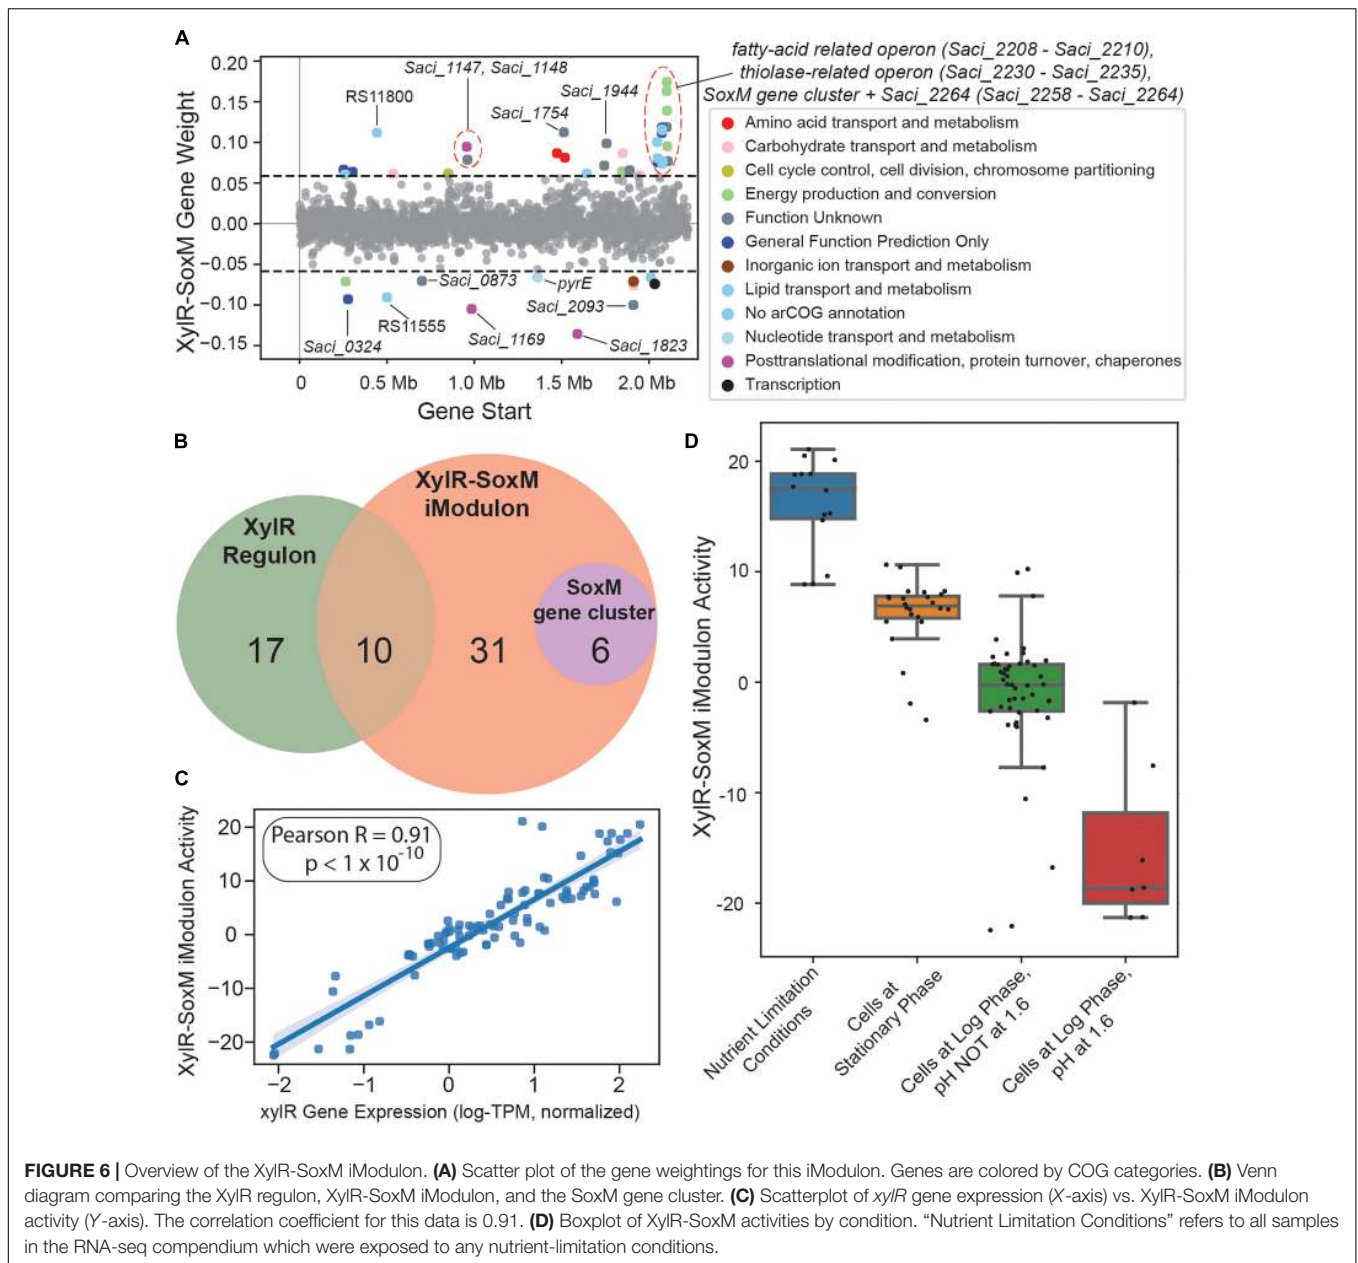 A
fatty-acid related operon (Saci_2208 - Saci_2210),
thiolase-related operon (Saci_2230 - Saci_2235),
SoxM gene cluster + Saci_2264 (Saci_2258 - Saci_2264)
XylR-SoxM Gene Weight
0.20
0.15
0.10
0.05
0.00
−0.05
−0.10
−0.15
Saci_1147, Saci_1148
RS11800
Saci_1944
Saci_1754
Saci_0873
pyrE
Saci_2093
RS11555
Saci_0324
Saci_1169
Saci_1823
0
0.5 Mb
1.0 Mb
1.5 Mb
2.0 Mb
Gene Start
Amino acid transport and metabolism
Carbohydrate transport and metabolism
Cell cycle control, cell division, chromosome partitioning
Energy production and conversion
Function Unknown
General Function Prediction Only
Inorganic ion transport and metabolism
Lipid transport and metabolism
No arCOG annotation
Nucleotide transport and metabolism
Posttranslational modification, protein turnover, chaperones
Transcription
B
XylR
Regulon
XylR-SoxM
iModulon
SoxM
gene cluster
17
10
31
6
C
XylR-SoxM iModulon Activity
20
10
0
−10
−20
Pearson R = 0.91
p < 1 x 10-10
−2
−1
0
1
2
xylR Gene Expression (log-TPM, normalized)
D
XylR-SoxM iModulon Activity
20
10
0
-10
-20
Nutrient Limitation
Conditions
Cells at
Stationary Phase
Cells at Log Phase,
pH NOT at 1.6
Cells at Log Phase,
pH at 1.6
FIGURE 6 | Overview of the XylR-SoxM iModulon. (A) Scatter plot of the gene weightings for this iModulon. Genes are colored by COG categories. (B) Venn
diagram comparing the XylR regulon, XylR-SoxM iModulon, and the SoxM gene cluster. (C) Scatterplot of xylR gene expression (X-axis) vs. XylR-SoxM iModulon
activity (Y-axis). The correlation coefficient for this data is 0.91. (D) Boxplot of XylR-SoxM activities by condition. “Nutrient Limitation Conditions” refers to all samples
in the RNA-seq compendium which were exposed to any nutrient-limitation conditions.